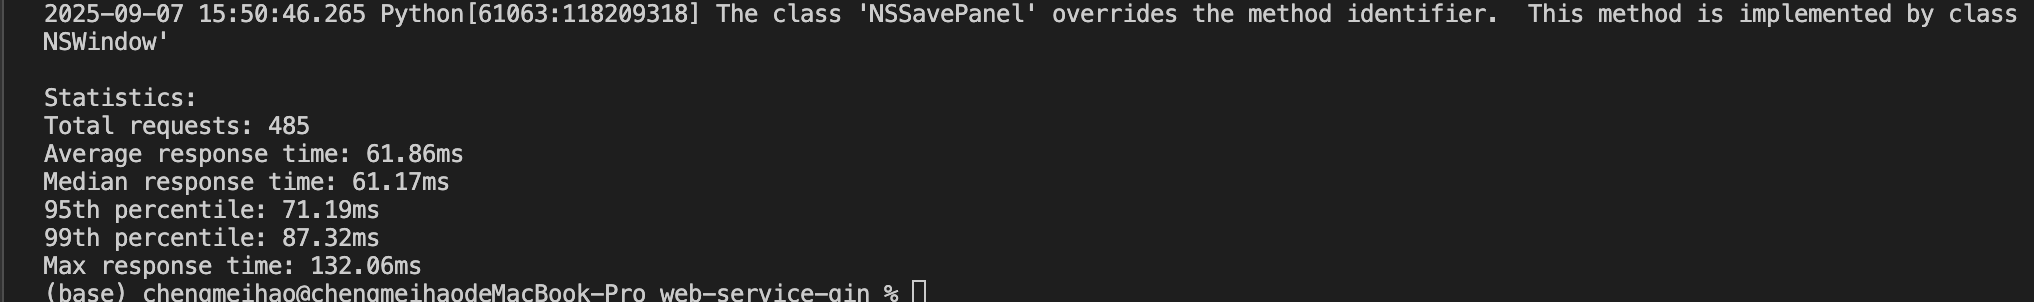 2025-09-07 15:50:46.265 Python[61063:118209318] The class 'NSSavePanel' overrides the method identifier.  This method is implemented by class
NSWindow'
Statistics:
Total requests: 485
Average response time: 61.86ms
Median response time: 61.17ms
95th percentile: 71.19ms
99th percentile: 87.32ms
Max response time: 132.06ms
(base) chengmeihao@chengmeihaodeMacBook-Pro web-service-gin %